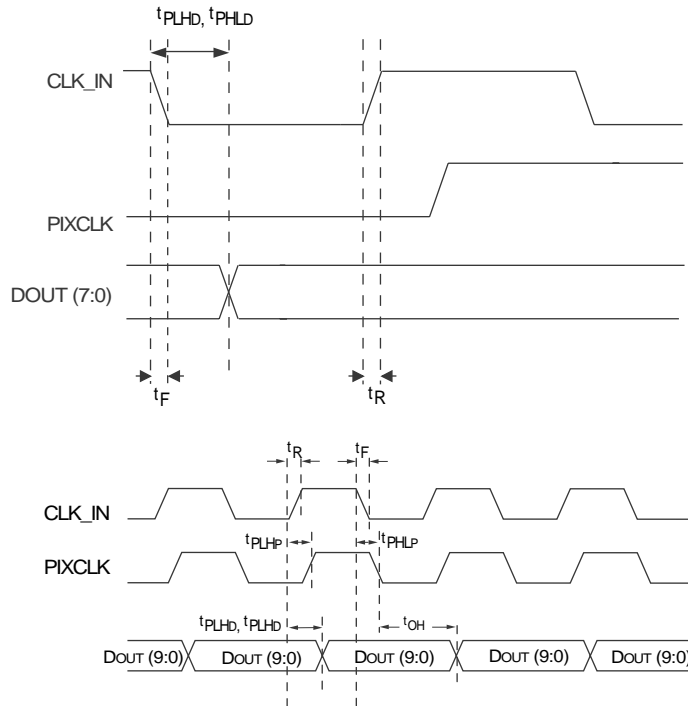 tPLHD, tPHLD
CLK_IN
PIXCLK
DOUT (7:0)
tF
tR
tR
tF
CLK_IN
tPLHP
tPHLP
PIXCLK
tPLHD, tPHLD
tOH
DOUT (9:0)
DOUT (9:0)
DOUT (9:0)
DOUT (9:0)
DOUT (9:0)